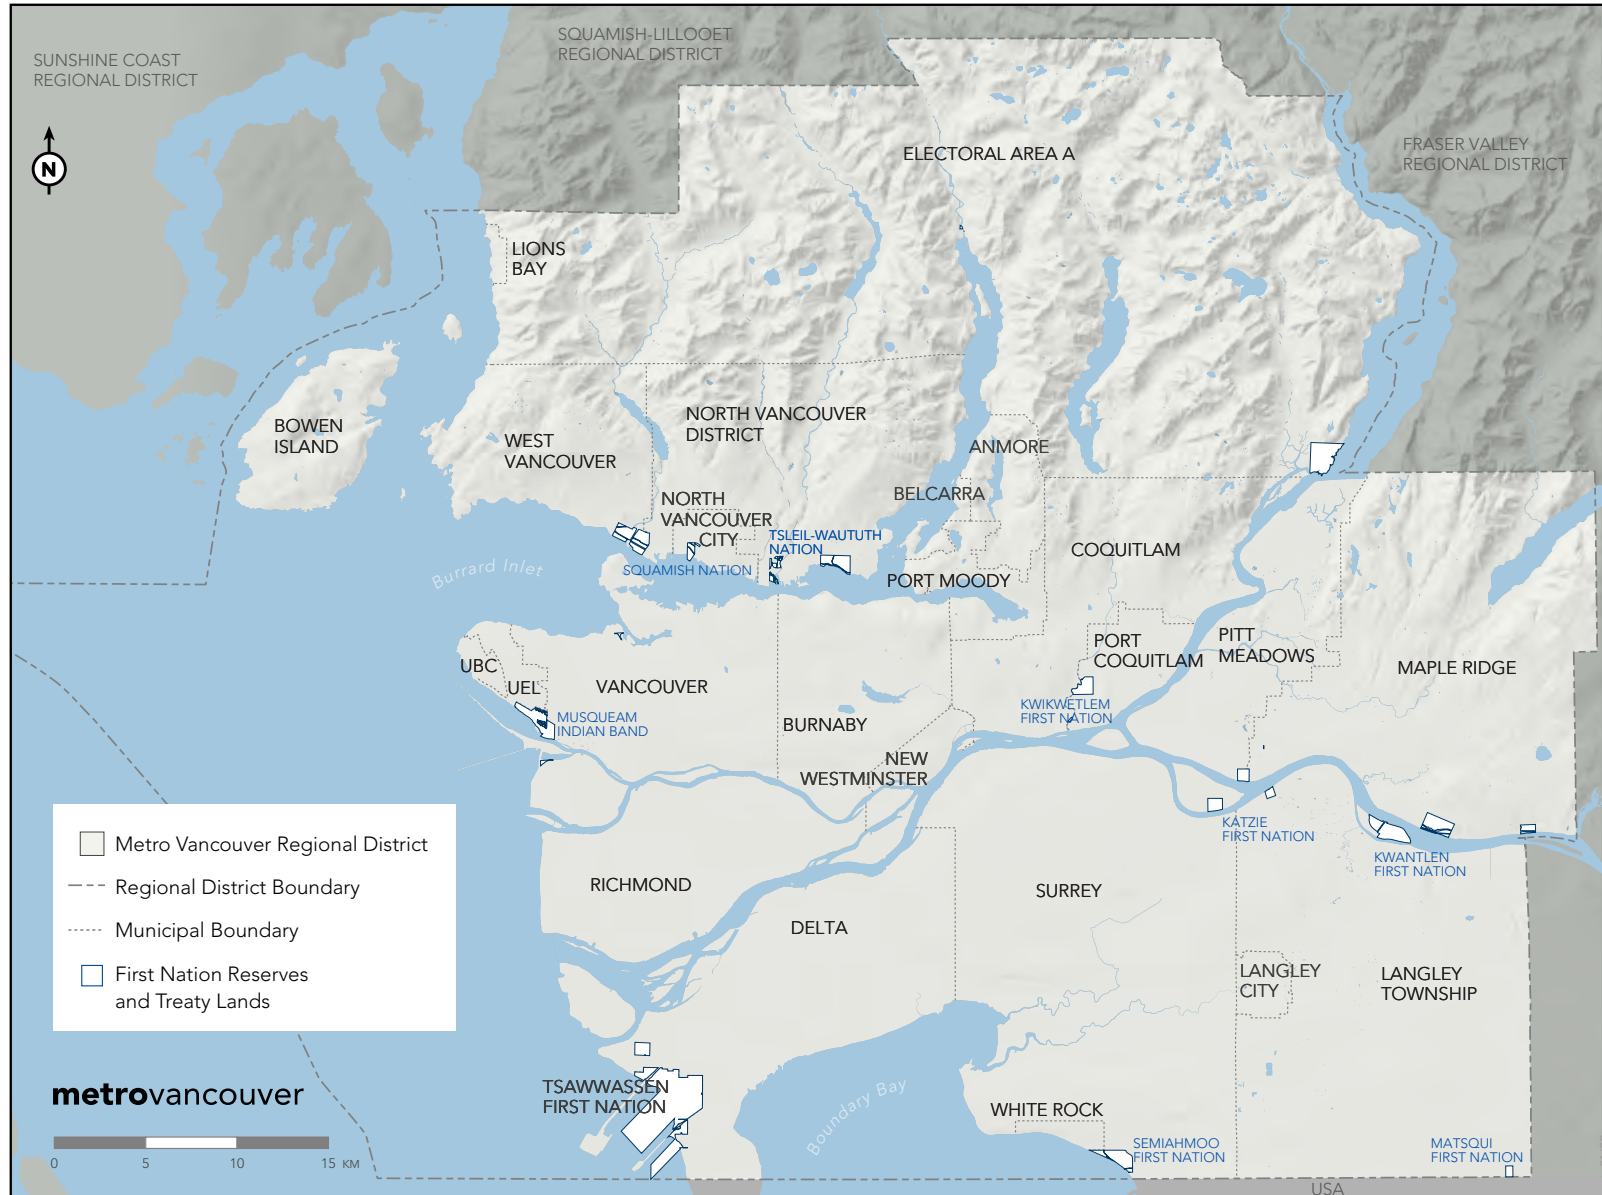 SUNSHINE COAST
REGIONAL DISTRICT
SQUAMISH-LILLOOET
REGIONAL DISTRICT
FRASER VALLEY
REGIONAL DISTRICT
N
ELECTORAL AREA A
LIONS
BAY
BOWEN
ISLAND
WEST
VANCOUVER
NORTH VANCOUVER
DISTRICT
ANMORE
BELCARRA
NORTH
VANCOUVER
CITY
TSLEIL-WAUTUTH
NATION
SQUAMISH NATION
Burrard Inlet
PORT MOODY
COQUITLAM
PORT
COQUITLAM
PITT
MEADOWS
MAPLE RIDGE
UBC
UEL
VANCOUVER
MUSQUEAM
INDIAN BAND
BURNABY
KWIKWETLEM
FIRST NATION
NEW
WESTMINSTER
KATZIE
FIRST NATION
KWANTLEN
FIRST NATION
RICHMOND
SURREY
DELTA
LANGLEY
CITY
LANGLEY
TOWNSHIP
Metro Vancouver Regional District
Regional District Boundary
Municipal Boundary
First Nation Reserves
and Treaty Lands
TSAWWASSEN
FIRST NATION
Boundary Bay
WHITE ROCK
SEMIAHMOO
FIRST NATION
MATSQUI
FIRST NATION
metrovancouver
0 5 10 15 KM
USA